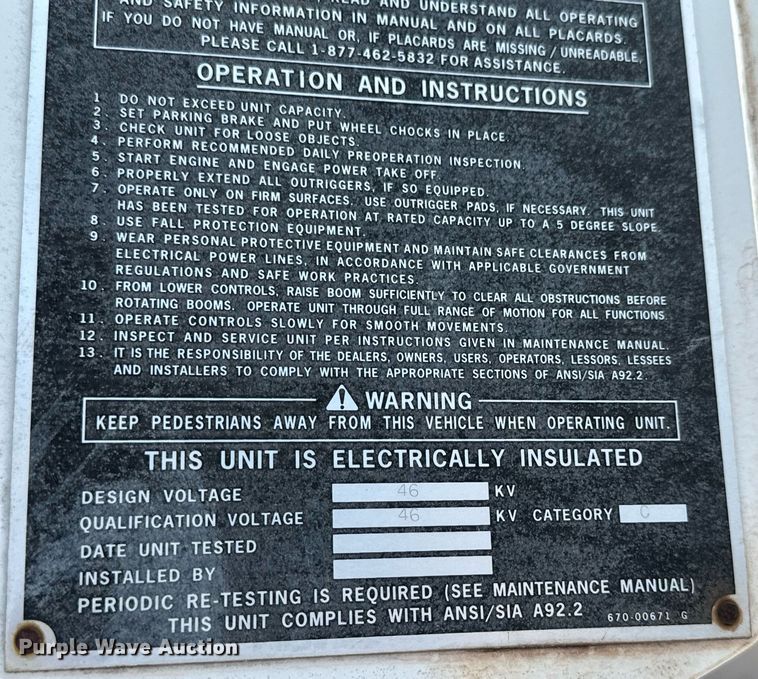 READ AND UNDERSTAND ALL OPERATING
AND SAFETY INFORMATION IN MANUAL AND ON ALL PLACARDS.
IF YOU DO NOT HAVE MANUAL OR, IF PLACARDS ARE MISSING / UNREADABLE,
PLEASE CALL 1-877-462-5832 FOR ASSISTANCE.
OPERATION AND INSTRUCTIONS
1 DO NOT EXCEED UNIT CAPACITY.
2. SET PARKING BRAKE AND PUT WHEEL CHOCKS IN PLACE.
3. CHECK UNIT FOR LOOSE OBJECTS.
4. PERFORM RECOMMENDED DAILY PREOPERATION INSPECTION.
5. START ENGINE AND ENGAGE POWER TAKE OFF.
6. PROPERLY EXTEND ALL OUTRIGGERS, IF SO EQUIPPED.
7. OPERATE ONLY ON FIRM SURFACES. USE OUTRIGGER PADS, IF NECESSARY. THIS UNIT
HAS BEEN TESTED FOR OPERATION AT RATED CAPACITY UP TO A 5 DEGREE SLOPE.
8. USE FALL PROTECTION EQUIPMENT.
9. WEAR PERSONAL PROTECTIVE EQUIPMENT AND MAINTAIN SAFE CLEARANCES FROM
ELECTRICAL POWER LINES, IN ACCORDANCE WITH APPLICABLE GOVERNMENT
REGULATIONS AND SAFE WORK PRACTICES.
10. FROM LOWER CONTROLS, RAISE BOOM SUFFICIENTLY TO CLEAR ALL OBSTRUCTIONS BEFORE
ROTATING BOOMS. OPERATE UNIT THROUGH FULL RANGE OF MOTION FOR ALL FUNCTIONS.
11. OPERATE CONTROLS SLOWLY FOR SMOOTH MOVEMENTS.
12. INSPECT AND SERVICE UNIT PER INSTRUCTIONS GIVEN IN MAINTENANCE MANUAL.
13. IT IS THE RESPONSIBILITY OF THE DEALERS, OWNERS, USERS, OPERATORS, LESSORS, LESSEES
AND INSTALLERS TO COMPLY WITH THE APPROPRIATE SECTIONS OF ANSI/SIA A92.2.
WARNING
KEEP PEDESTRIANS AWAY FROM THIS VEHICLE WHEN OPERATING UNIT.
THIS UNIT IS ELECTRICALLY INSULATED
DESIGN VOLTAGE 46 KV
QUALIFICATION VOLTAGE 46 KV CATEGORY C
DATE UNIT TESTED
INSTALLED BY
PERIODIC RE-TESTING IS REQUIRED (SEE MAINTENANCE MANUAL)
THIS UNIT COMPLIES WITH ANSI/SIA A92.2 670-00671 G
Purple Wave Auction